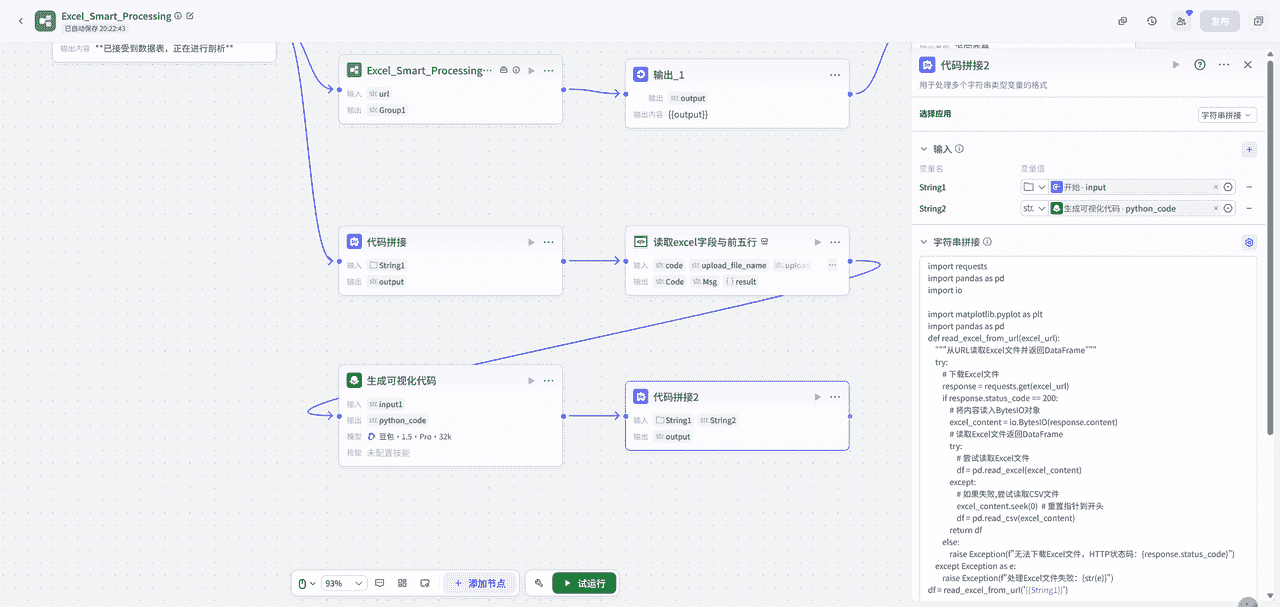 Excel_Smart_Processing
已自动保存 20:22:43
发布
输出内容 **已接受到数据表，正在进行剖析**
Excel_Smart_Processing···
输入 str. url
输出 str. Group1
输出_1
输出 str. output
输出内容 {{output}}
代码拼接
输入 String1
输出 str. output
读取excel字段与前五行
输入 str. code str. upload_file_name str. upload
输出 str. Code str. Msg { } result
生成可视化代码
输入 str. input1
输出 str. python_code
模型 豆包·1.5·Pro·32k
技能 未配置技能
代码拼接2
输入 String1 str. String2
输出 str. output
93%
+ 添加节点
试运行
代码拼接2
用于处理多个字符串类型变量的格式
选择应用
字符串拼接
输入
变量名 变量值
String1 开始 · input
String2 str. 生成可视化代码 · python_code
字符串拼接
import requests
import pandas as pd
import io
import matplotlib.pyplot as plt
import pandas as pd
def read_excel_from_url(excel_url):
"""从URL读取Excel文件并返回DataFrame"""
try:
# 下载Excel文件
response = requests.get(excel_url)
if response.status_code == 200:
# 将内容读入BytesIO对象
excel_content = io.BytesIO(response.content)
# 读取Excel文件返回DataFrame
try:
# 尝试读取Excel文件
df = pd.read_excel(excel_content)
except:
# 如果失败,尝试读取CSV文件
excel_content.seek(0) # 重置指针到开头
df = pd.read_csv(excel_content)
return df
else:
raise Exception(f"无法下载Excel文件，HTTP状态码：{response.status_code}")
except Exception as e:
raise Exception(f"处理Excel文件失败：{str(e)}")
df = read_excel_from_url('{{String1}}')